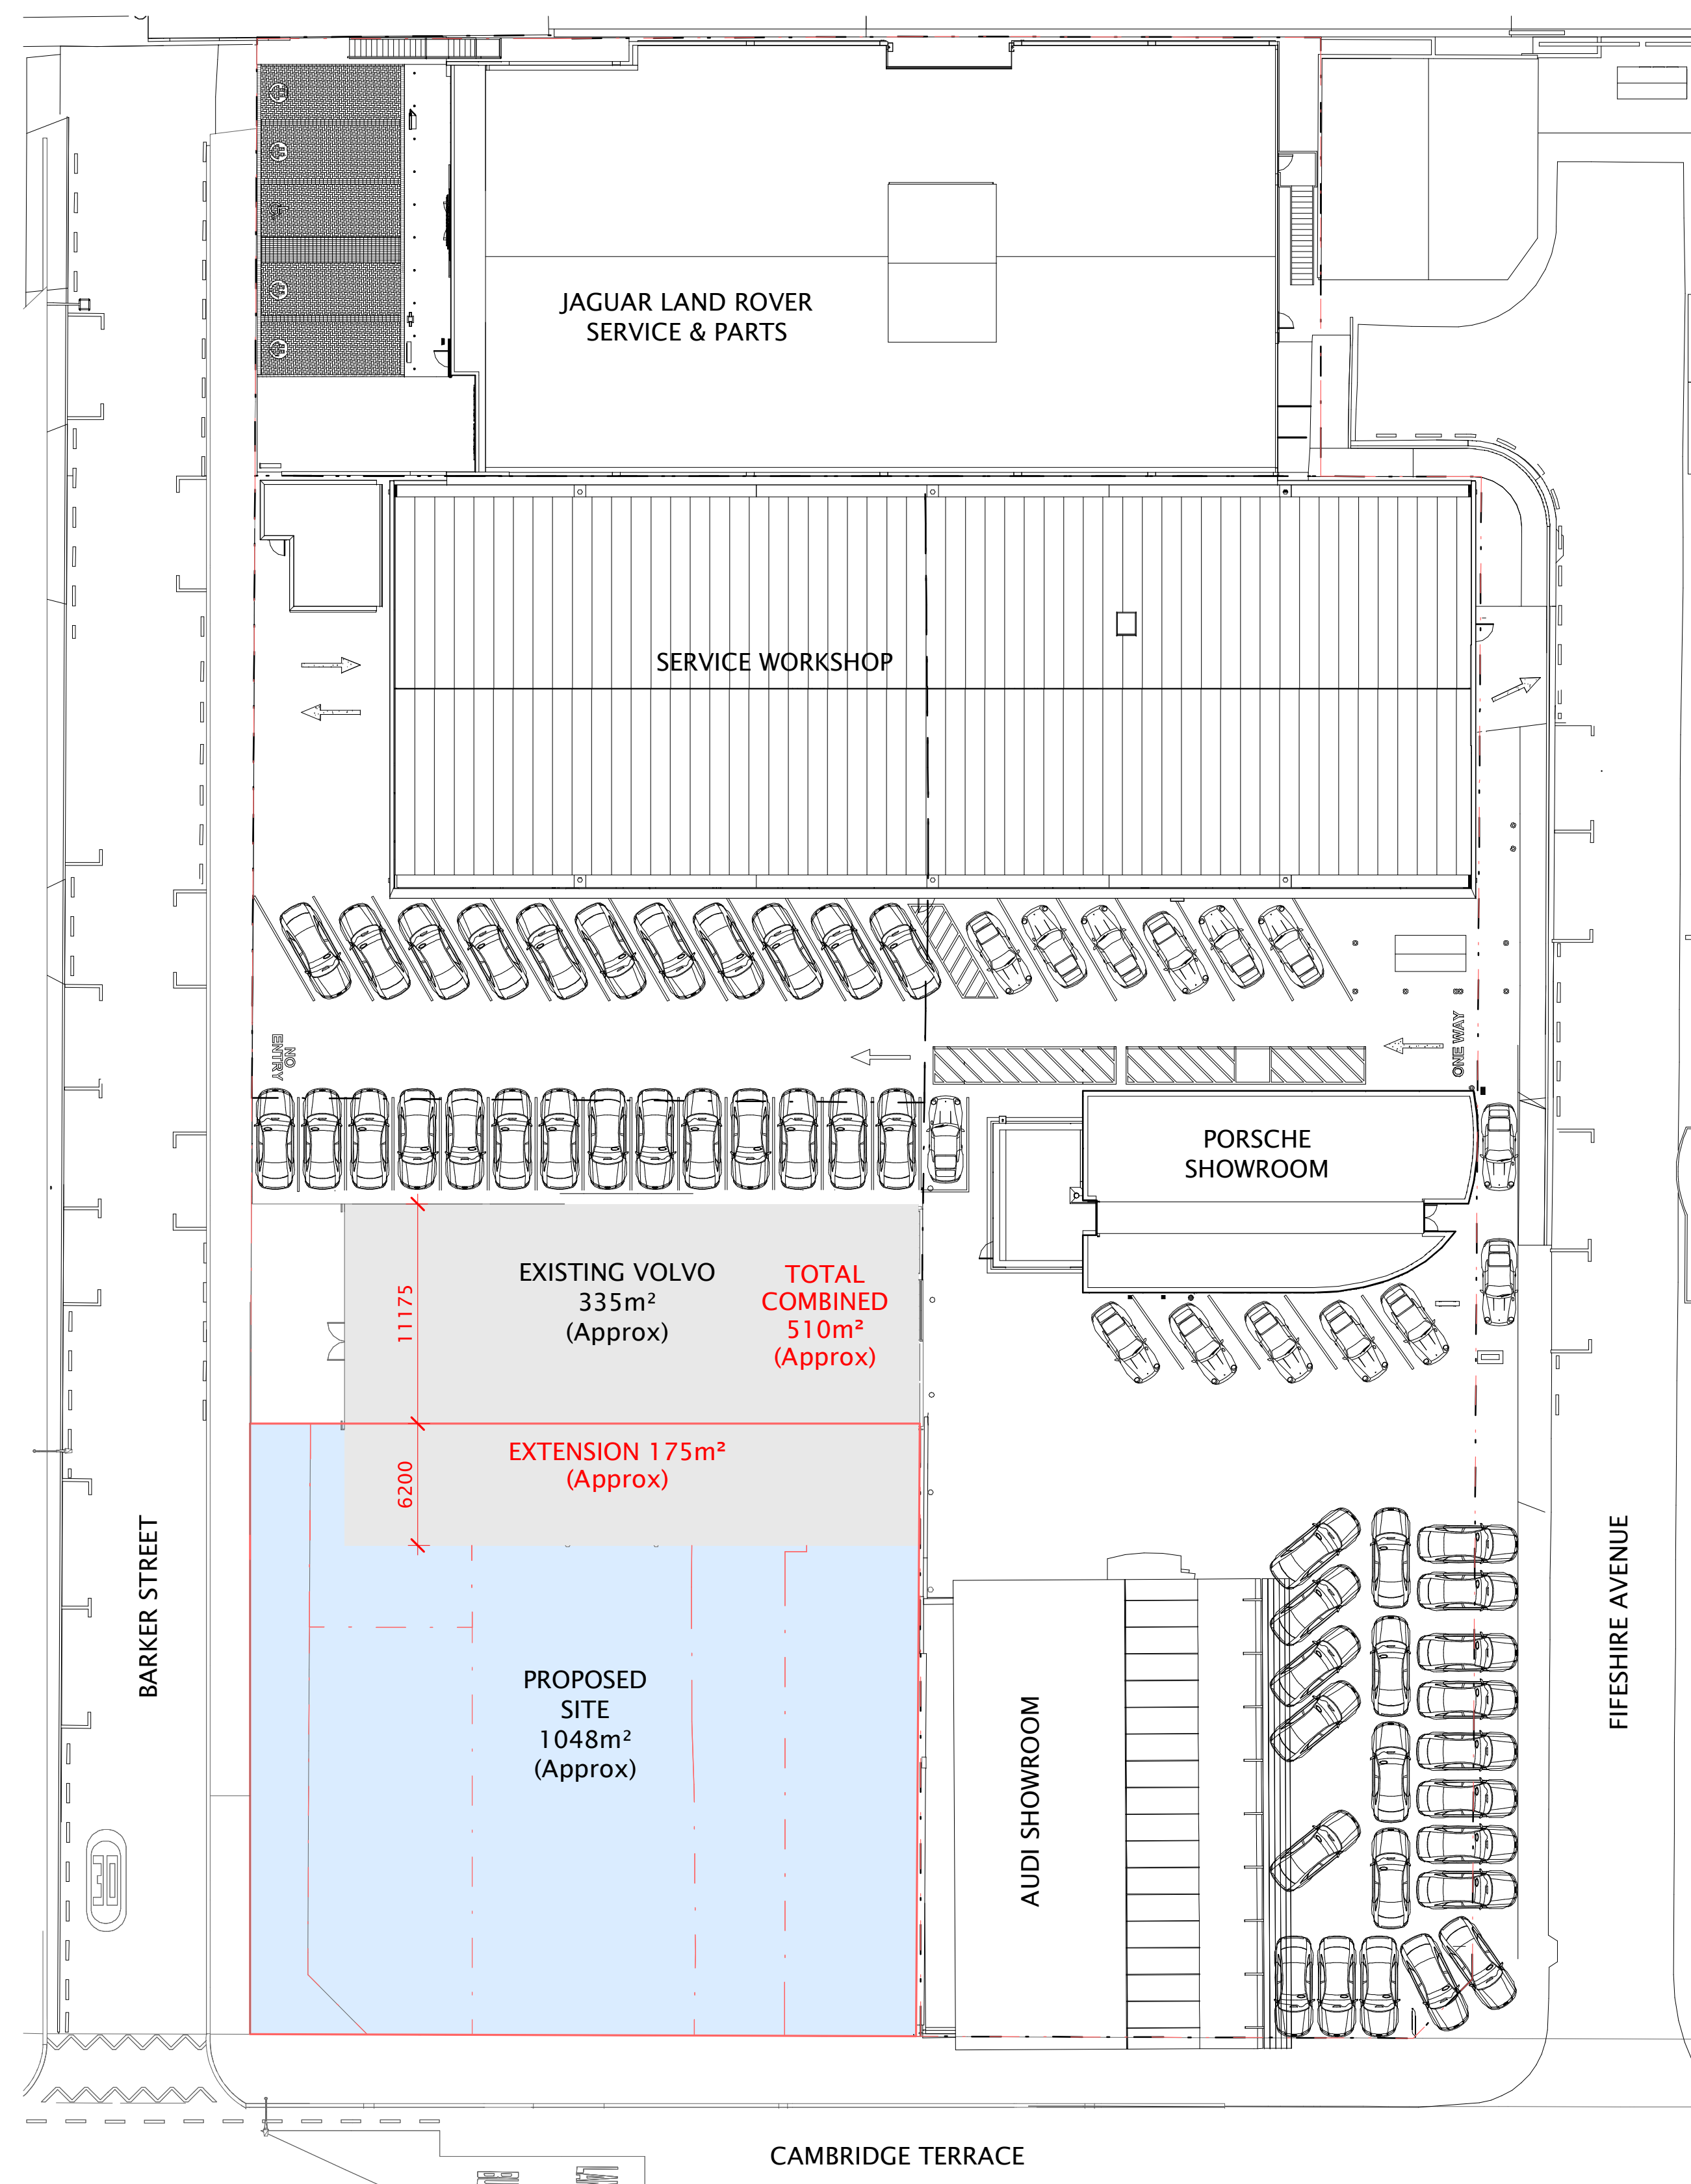 JAGUAR LAND ROVER
SERVICE & PARTS
SERVICE WORKSHOP
NO
ENTRY
ONE WAY
PORSCHE
SHOWROOM
11175
EXISTING VOLVO
335m²
(Approx)
TOTAL
COMBINED
510m²
(Approx)
6200
EXTENSION 175m²
(Approx)
BARKER STREET
PROPOSED
SITE
1048m²
(Approx)
AUDI SHOWROOM
FIFESHIRE AVENUE
CAMBRIDGE TERRACE